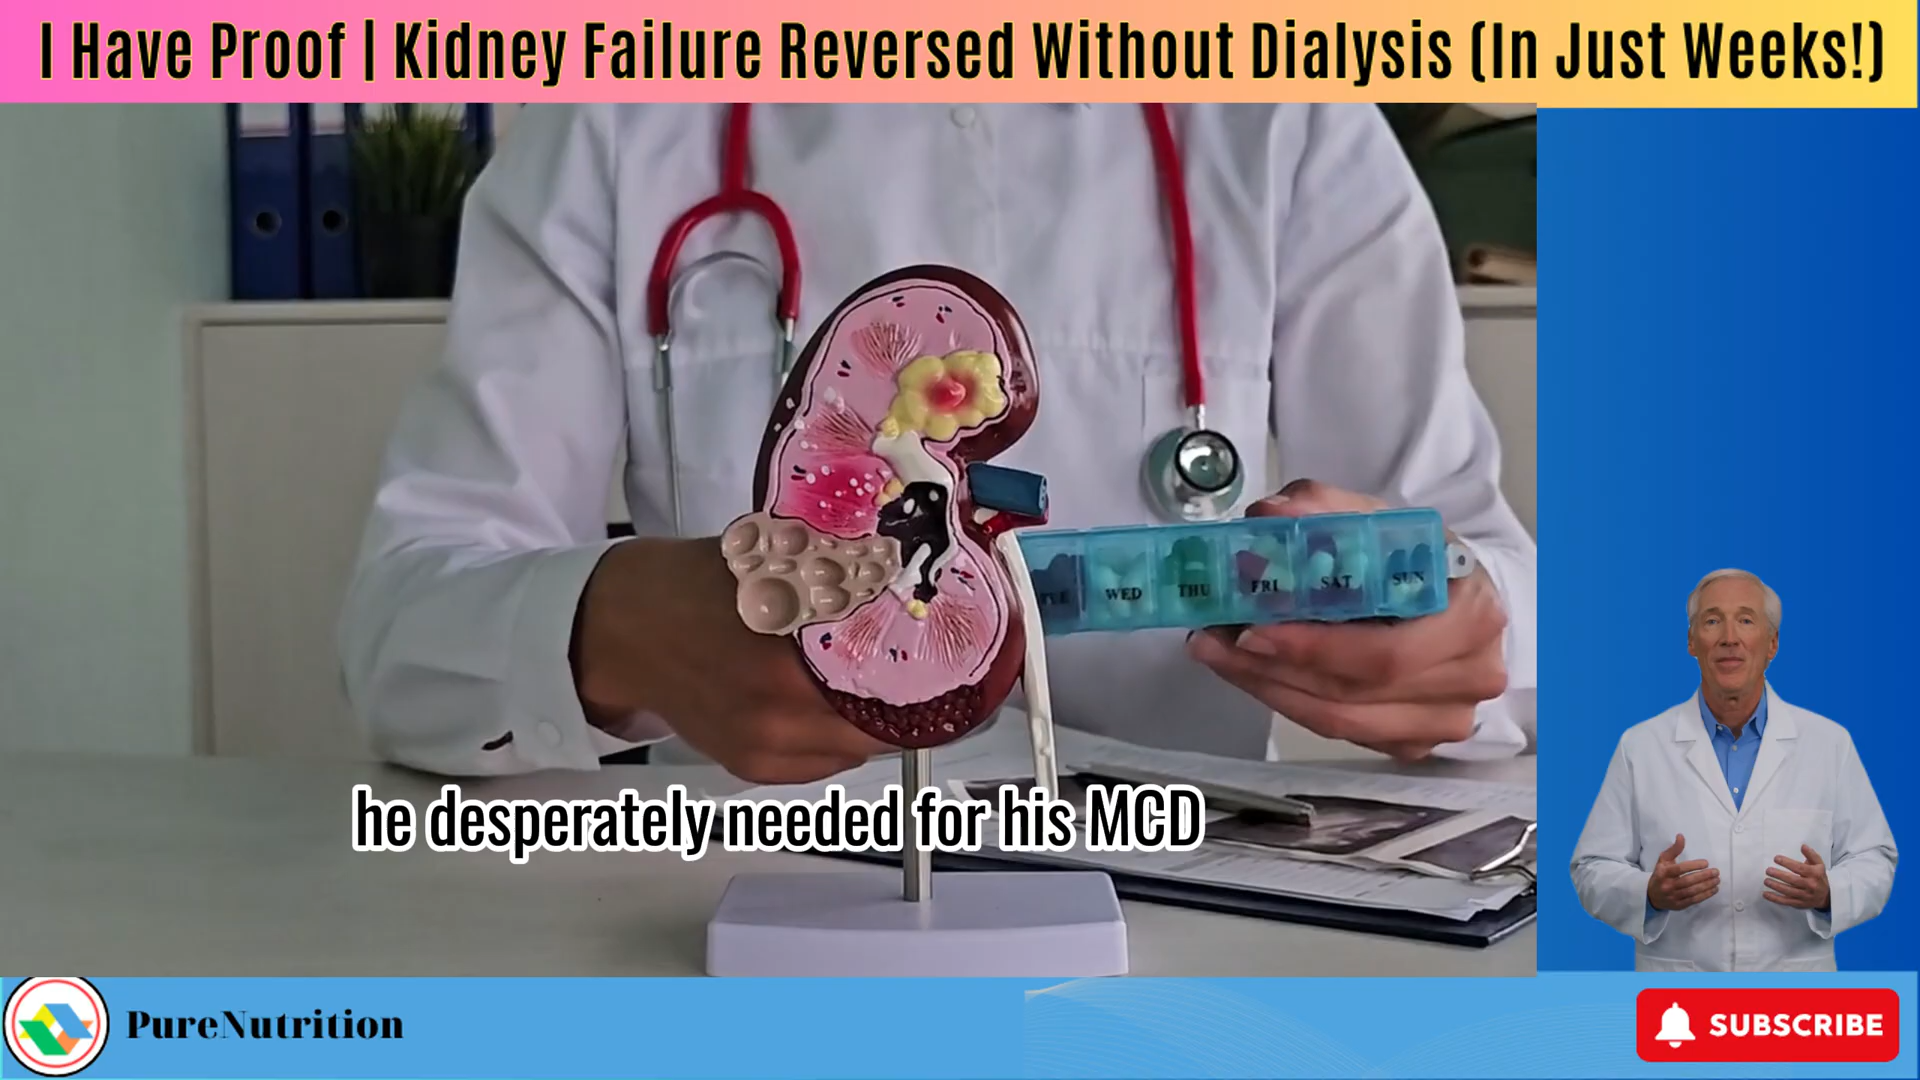 I Have Proof | Kidney Failure Reversed Without Dialysis (In Just Weeks!)
TUE WED THU FRI SAT SUN
he desperately needed for his MCD
PureNutrition
SUBSCRIBE